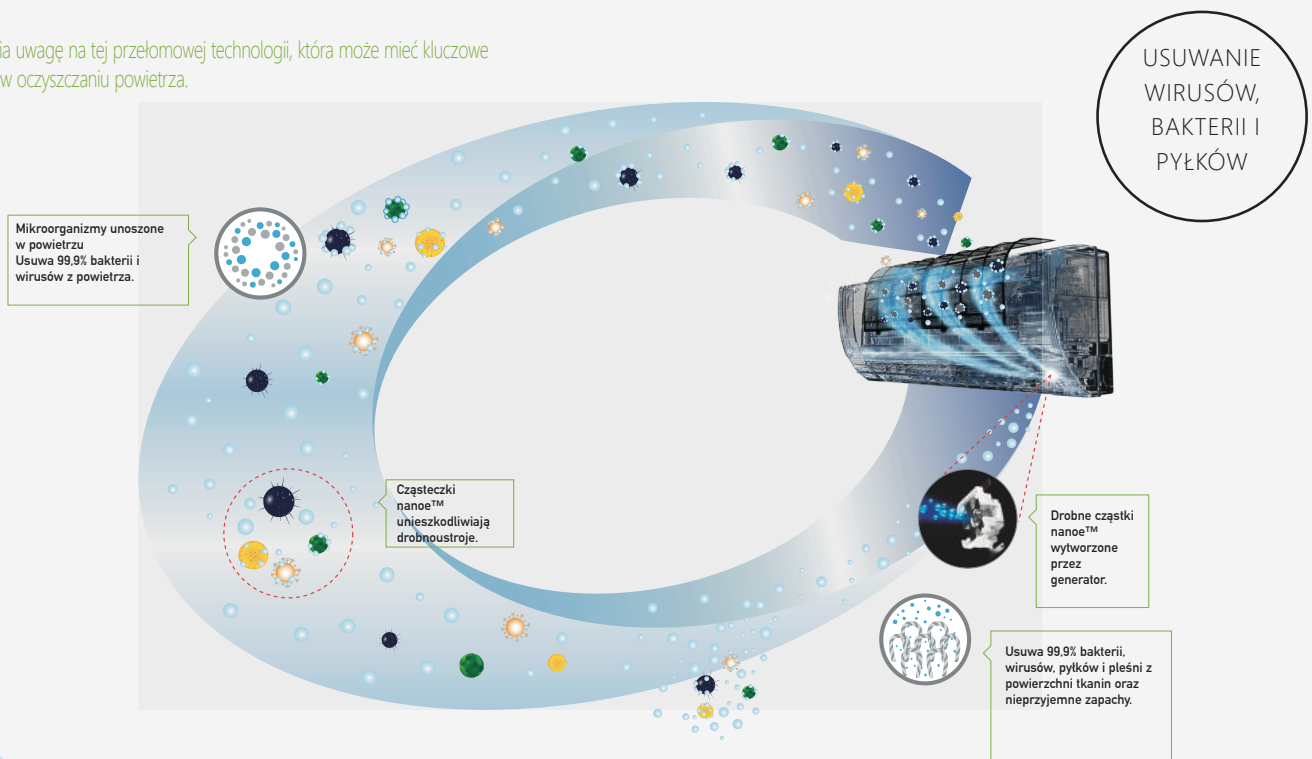 ia uwagę na tej przełomowej technologii, która może mieć kluczowe
w oczyszczaniu powietrza.
USUWANIE
WIRUSÓW,
BAKTERII I
PYŁKÓW
Mikroorganizmy unoszone
w powietrzu
Usuwa 99,9% bakterii i
wirusów z powietrza.
Cząsteczki
nanoe™
unieszkodliwiają
drobnoustroje.
Drobne cząstki
nanoe™
wytworzone
przez
generator.
Usuwa 99,9% bakterii,
wirusów, pyłków i pleśni z
powierzchni tkanin oraz
nieprzyjemne zapachy.